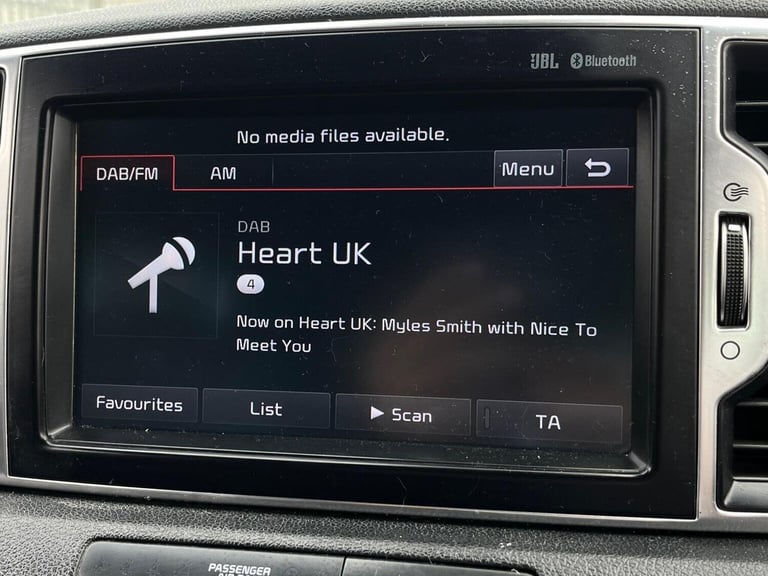 JBL Bluetooth
No media files available.
DAB/FM AM Menu
DAB
Heart UK
4
Now on Heart UK: Myles Smith with Nice To
Meet You
Favourites List Scan TA
PASSENGER